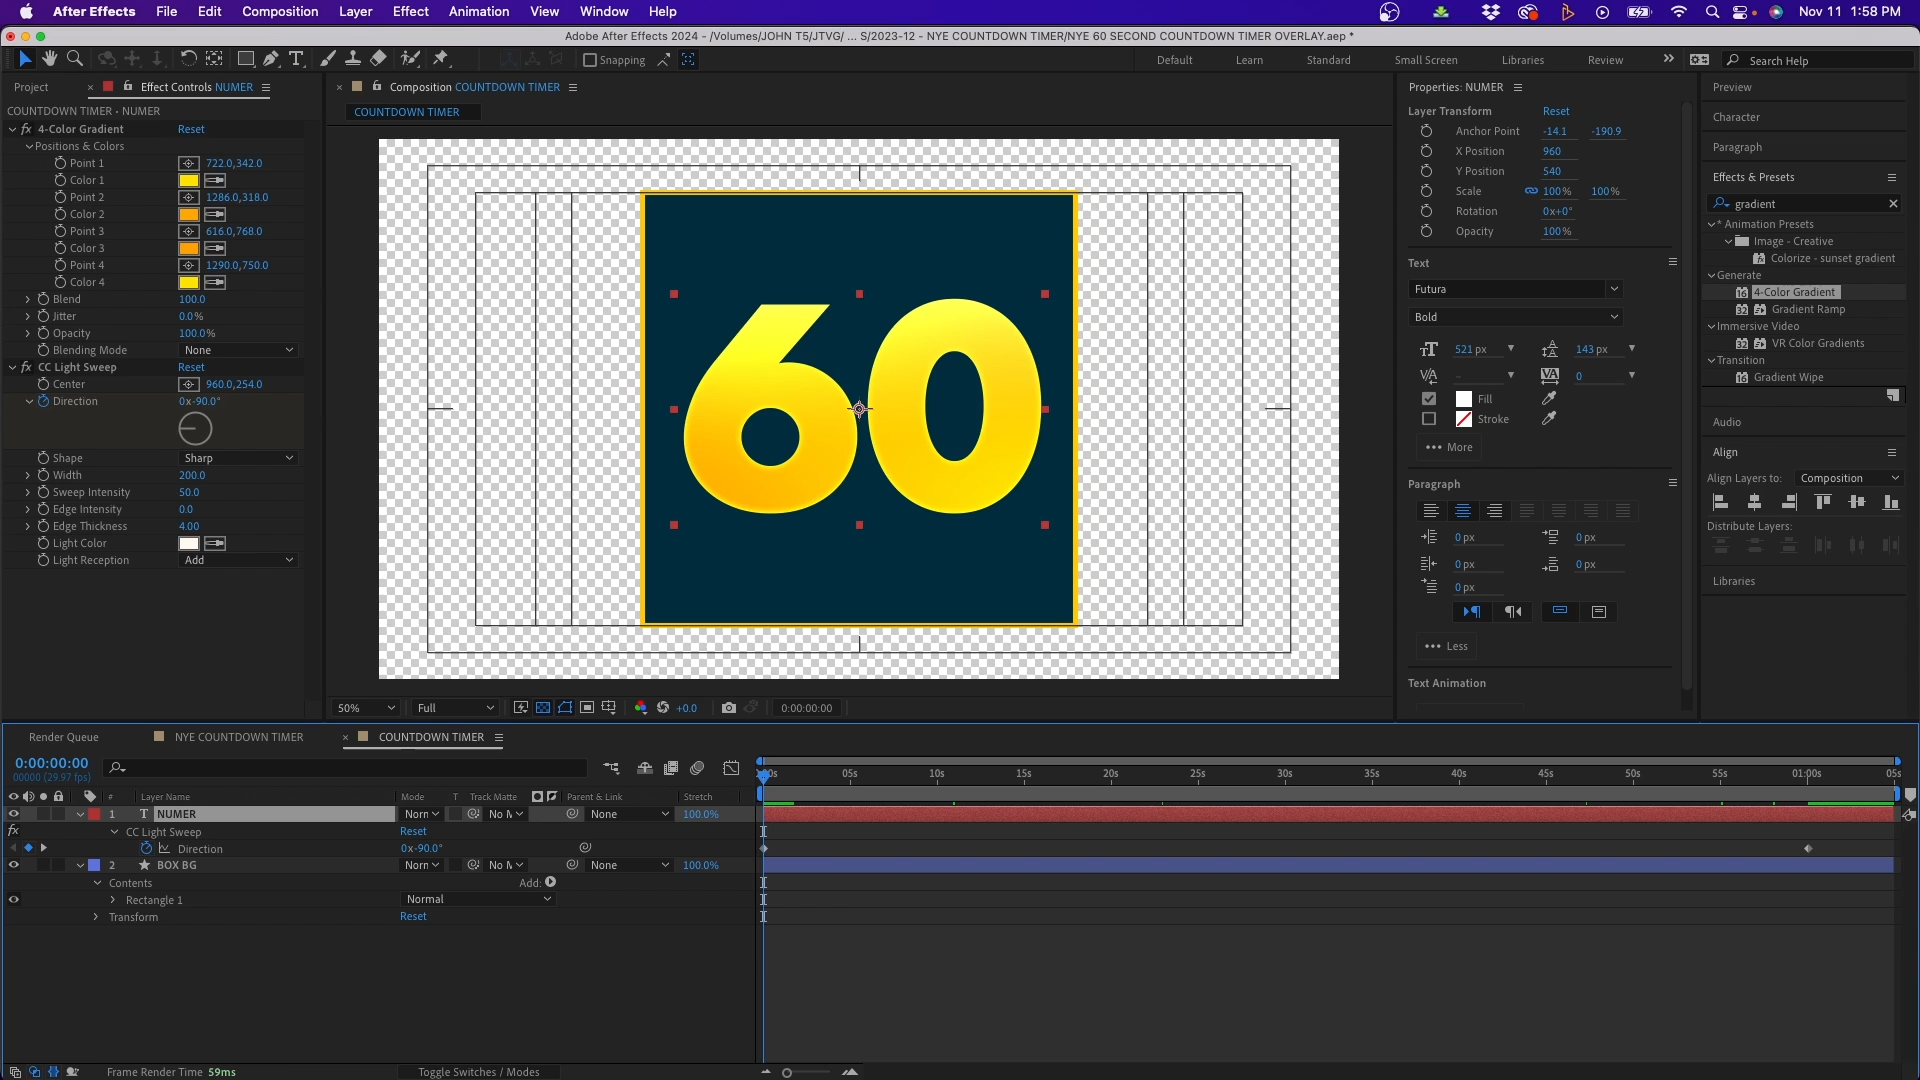 After Effects File Edit Composition Layer Effect Animation View Window Help Nov 11 1:58 PM
Adobe After Effects 2024 - /Volumes/JOHN T5/JTVG/ ... S/2023-12 - NYE COUNTDOWN TIMER/NYE 60 SECOND COUNTDOWN TIMER OVERLAY.aep *
Snapping Default Learn Standard Small Screen Libraries Review Search Help
Project Effect Controls NUMER
COUNTDOWN TIMER • NUMER
4-Color Gradient Reset
Positions & Colors
Point 1 722.0,342.0
Color 1
Point 2 1286.0,318.0
Color 2
Point 3 616.0,768.0
Color 3
Point 4 1290.0,750.0
Color 4
Blend 100.0
Jitter 0.0%
Opacity 100.0%
Blending Mode None
CC Light Sweep Reset
Center 960.0,254.0
Direction 0x-90.0°
Shape Sharp
Width 200.0
Sweep Intensity 50.0
Edge Intensity 0.0
Edge Thickness 4.00
Light Color
Light Reception Add
Composition COUNTDOWN TIMER
COUNTDOWN TIMER
60
50% Full +0.0 0:00:00:00
Properties: NUMER
Layer Transform Reset
Anchor Point -14.1 -190.9
X Position 960
Y Position 540
Scale 100% 100%
Rotation 0x+0°
Opacity 100%
Text
Futura
Bold
521 px 143 px
0
Fill
Stroke
More
Paragraph
0 px 0 px
0 px 0 px
0 px
Less
Text Animation
Preview
Character
Paragraph
Effects & Presets
gradient
* Animation Presets
Image - Creative
Colorize - sunset gradient
Generate
4-Color Gradient
Gradient Ramp
Immersive Video
VR Color Gradients
Transition
Gradient Wipe
Audio
Align
Align Layers to: Composition
Distribute Layers:
Libraries
Render Queue NYE COUNTDOWN TIMER COUNTDOWN TIMER
0:00:00:00
00000 (29.97 fps)
05s 10s 15s 20s 25s 30s 35s 40s 45s 50s 55s 01:00s 05s
# Layer Name Mode T Track Matte Parent & Link Stretch
1 T NUMER Norn No M None 100.0%
fx CC Light Sweep Reset
Direction 0x-90.0°
2 BOX BG Norn No M None 100.0%
Contents Add:
Rectangle 1 Normal
Transform Reset
Frame Render Time 59ms Toggle Switches / Modes